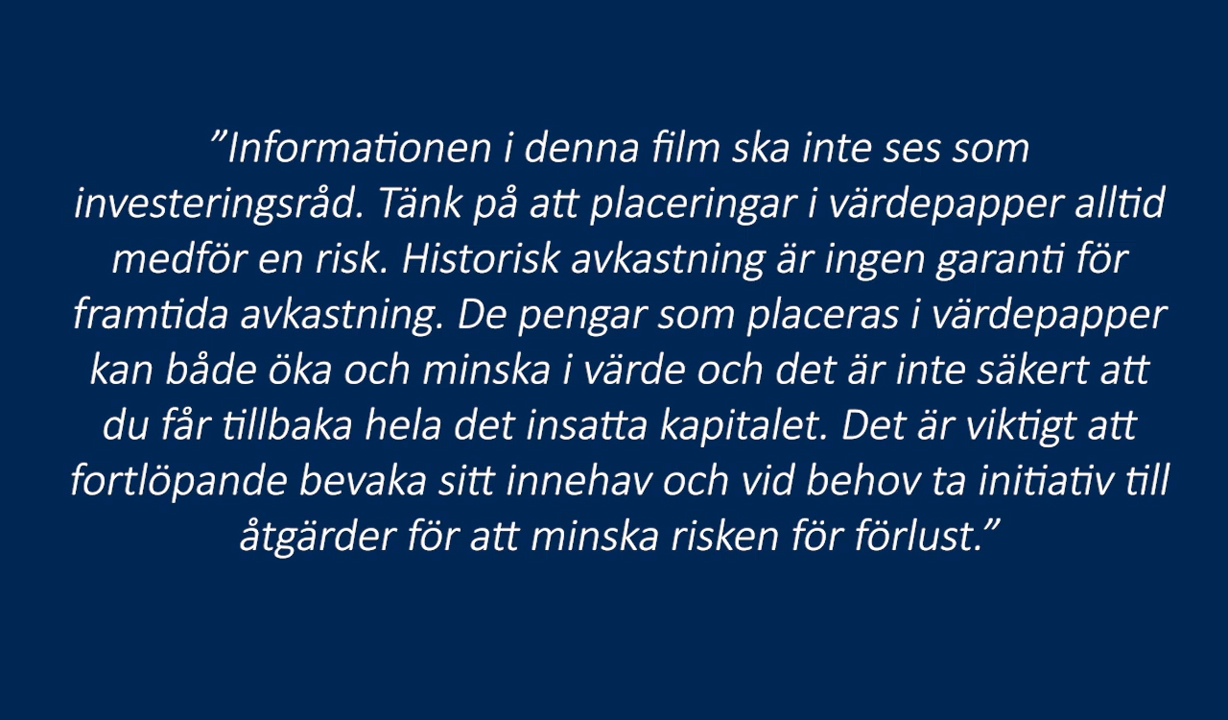 ”Informationen i denna film ska inte ses som
investeringsråd. Tänk på att placeringar i värdepapper alltid
medför en risk. Historisk avkastning är ingen garanti för
framtida avkastning. De pengar som placeras i värdepapper
kan både öka och minska i värde och det är inte säkert att
du får tillbaka hela det insatta kapitalet. Det är viktigt att
fortlöpande bevaka sitt innehav och vid behov ta initiativ till
åtgärder för att minska risken för förlust.”